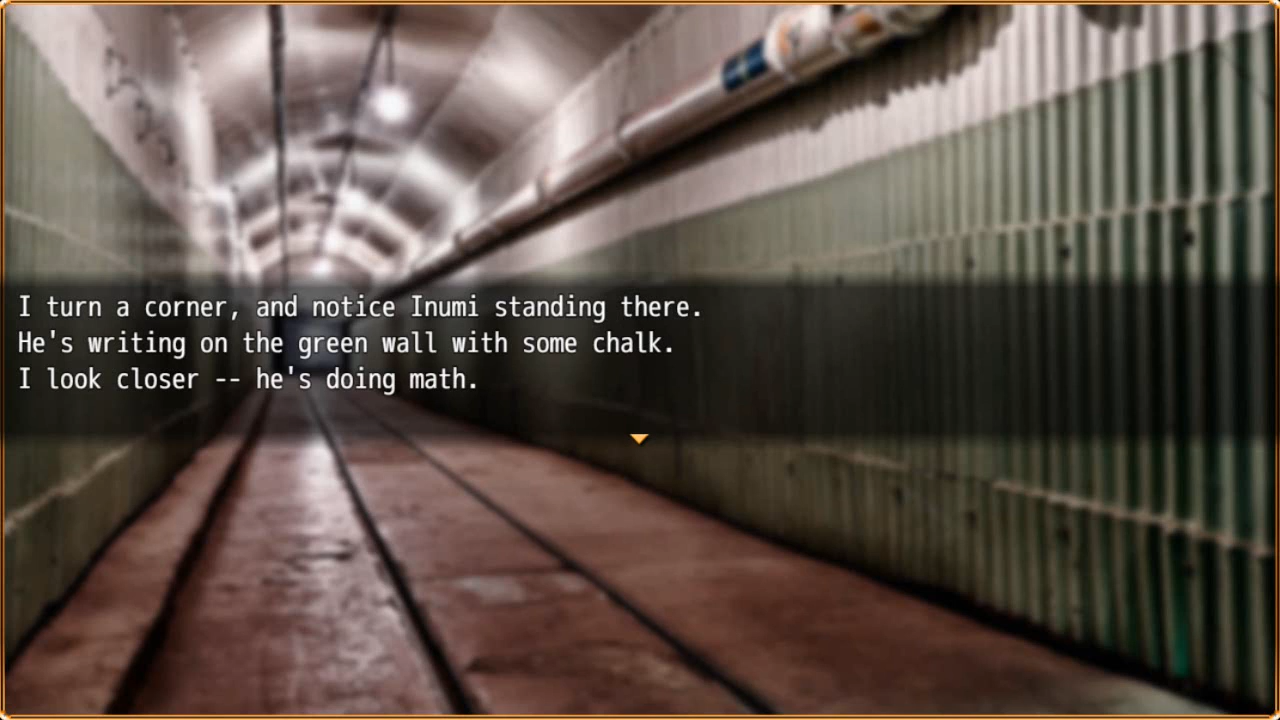 I turn a corner, and notice Inumi standing there.
He's writing on the green wall with some chalk.
I look closer -- he's doing math.